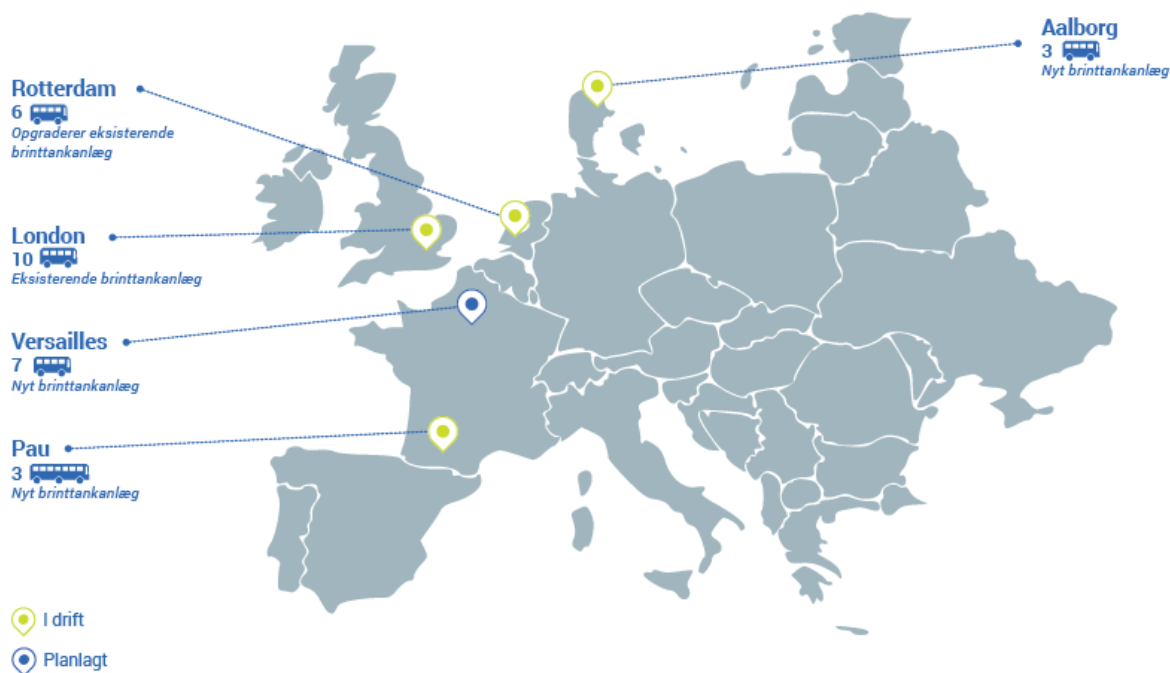 Aalborg
3
Nyt brinttankanlæg
Rotterdam
6
Opgraderer eksisterende
brinttankanlæg
London
10
Eksisterende brinttankanlæg
Versailles
7
Nyt brinttankanlæg
Pau
3
Nyt brinttankanlæg
I drift
Planlagt